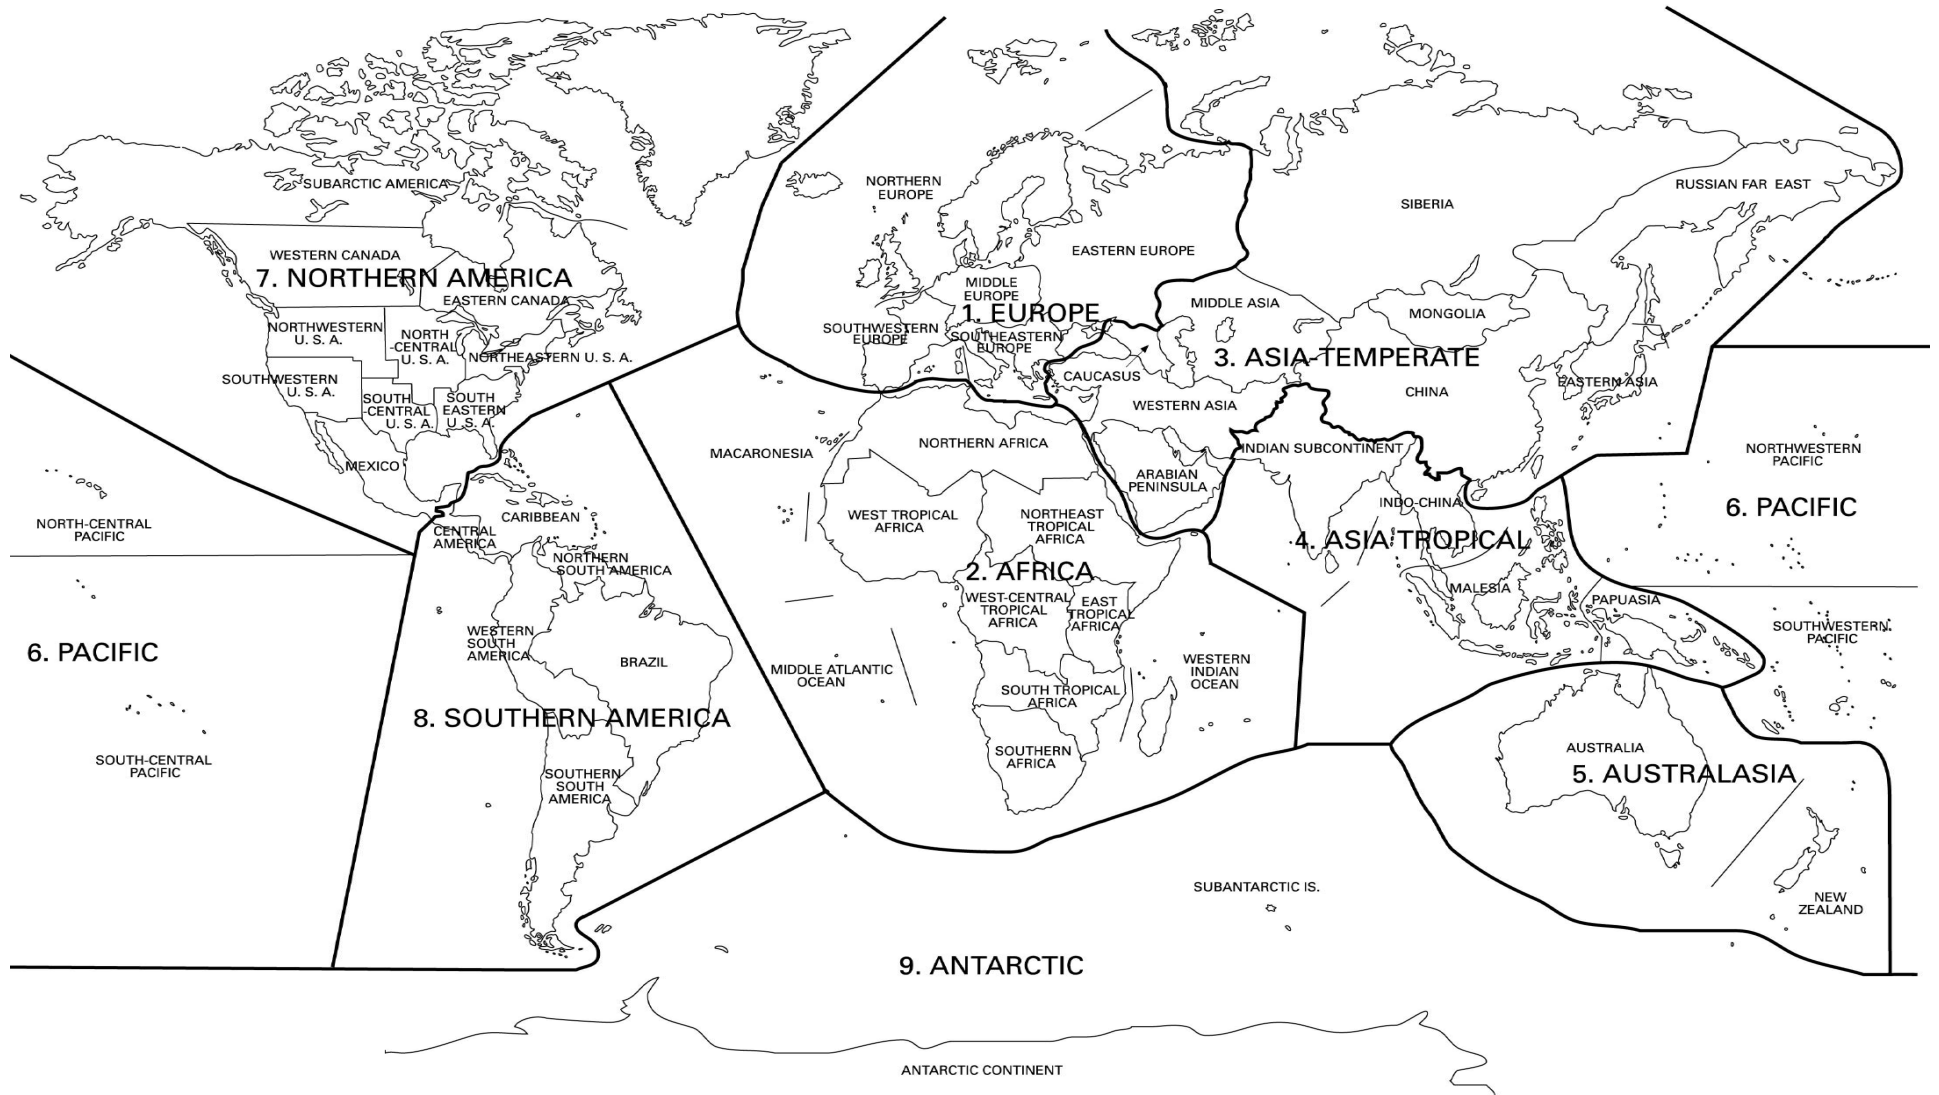 SUBARCTIC AMERICA
WESTERN CANADA
7. NORTHERN AMERICA
EASTERN CANADA
NORTHWESTERN
U. S. A.
NORTH
-CENTRAL
U. S. A.
NORTHEASTERN U. S. A.
SOUTHWESTERN
U. S. A.
SOUTH
-CENTRAL
U. S. A.
SOUTH
EASTERN
U. S. A.
MEXICO
NORTHERN
EUROPE
EASTERN EUROPE
MIDDLE
EUROPE
1. EUROPE
SOUTHWESTERN
EUROPE
SOUTHEASTERN
EUROPE
SIBERIA
RUSSIAN FAR EAST
MIDDLE ASIA
MONGOLIA
3. ASIA-TEMPERATE
CAUCASUS
CHINA
EASTERN ASIA
WESTERN ASIA
ARABIAN
PENINSULA
MACARONESIA
NORTHERN AFRICA
WEST TROPICAL
AFRICA
NORTHEAST
TROPICAL
AFRICA
2. AFRICA
WEST-CENTRAL
TROPICAL
AFRICA
EAST
TROPICAL
AFRICA
MIDDLE ATLANTIC
OCEAN
SOUTH TROPICAL
AFRICA
WESTERN
INDIAN
OCEAN
SOUTHERN
AFRICA
INDIAN SUBCONTINENT
INDO-CHINA
4. ASIA TROPICAL
MALESIA
PAPUASIA
NORTHWESTERN
PACIFIC
6. PACIFIC
SOUTHWESTERN
PACIFIC
NORTH-CENTRAL
PACIFIC
6. PACIFIC
SOUTH-CENTRAL
PACIFIC
CARIBBEAN
CENTRAL
AMERICA
NORTHERN
SOUTH AMERICA
WESTERN
SOUTH
AMERICA
BRAZIL
8. SOUTHERN AMERICA
SOUTHERN
SOUTH
AMERICA
AUSTRALIA
5. AUSTRALASIA
NEW
ZEALAND
SUBANTARCTIC IS.
9. ANTARCTIC
ANTARCTIC CONTINENT